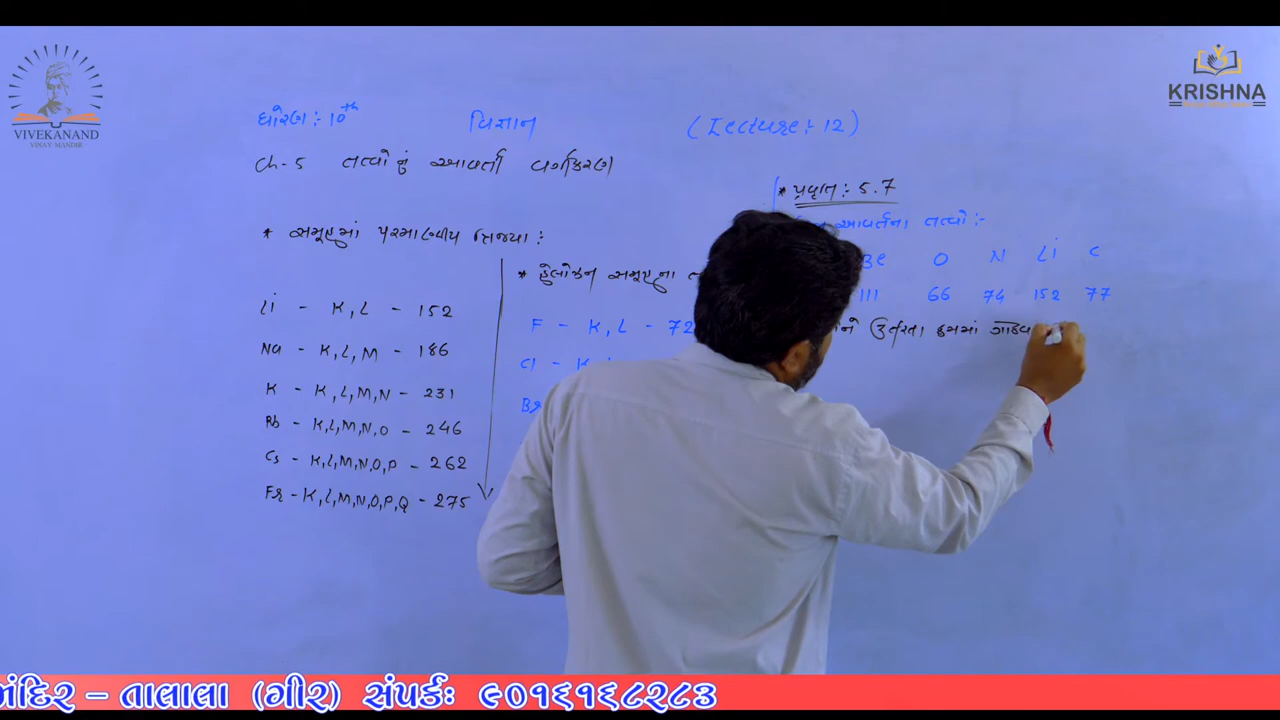 VIVEKANAND
VINAY MANDIR
KRISHNA
ધોરણ : 10th વિજ્ઞાન (Lecture : 12)
Ch-5 તત્વોનું આવર્તી વર્ગીકરણ
* સમૂહમાં પરમાણ્વીય ત્રિજ્યા :
Li - K, L - 152
Na - K, L, M - 186
K - K, L, M, N - 231
Rb - K, L, M, N, O - 246
Cs - K, L, M, N, O, P - 262
Fr - K, L, M, N, O, P, Q - 275
* હેલોજન સમૂહના
F - K, L - 72
Cl - K
Br
* પ્રવૃતિ : 5.7
આવર્તના તત્વો :-
Be O N Li C
111 66 74 152 77
ઉતરતા ક્રમમાં ગોઠવ
મંદિર – તાલાલા (ગીર) સંપર્કઃ ૯૦૧૬૧૬૮૨૮૩